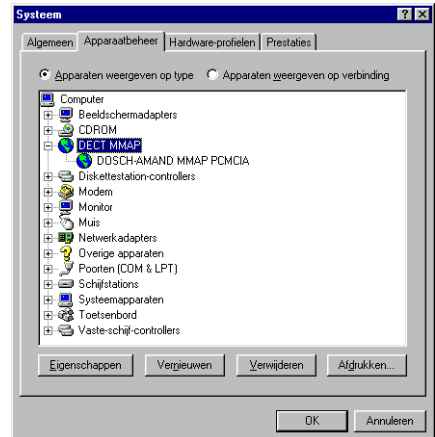 Systeem
Algemeen Apparaatbeheer Hardware-profielen Prestaties
Apparaten weergeven op type Apparaten weergeven op verbinding
Computer
Beeldschermadapters
CDROM
DECT MMAP
DOSCH-AMAND MMAP PCMCIA
Diskettestation-controllers
Modem
Monitor
Muis
Netwerkadapters
Overige apparaten
Poorten (COM & LPT)
Schijfstations
Systeemapparaten
Toetsenbord
Vaste-schijf-controllers
Eigenschappen Vernieuwen Verwijderen Afdrukken...
OK Annuleren